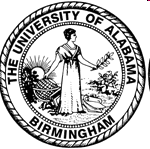 THE UNIVERSITY OF ALABAMA
BIRMINGHAM